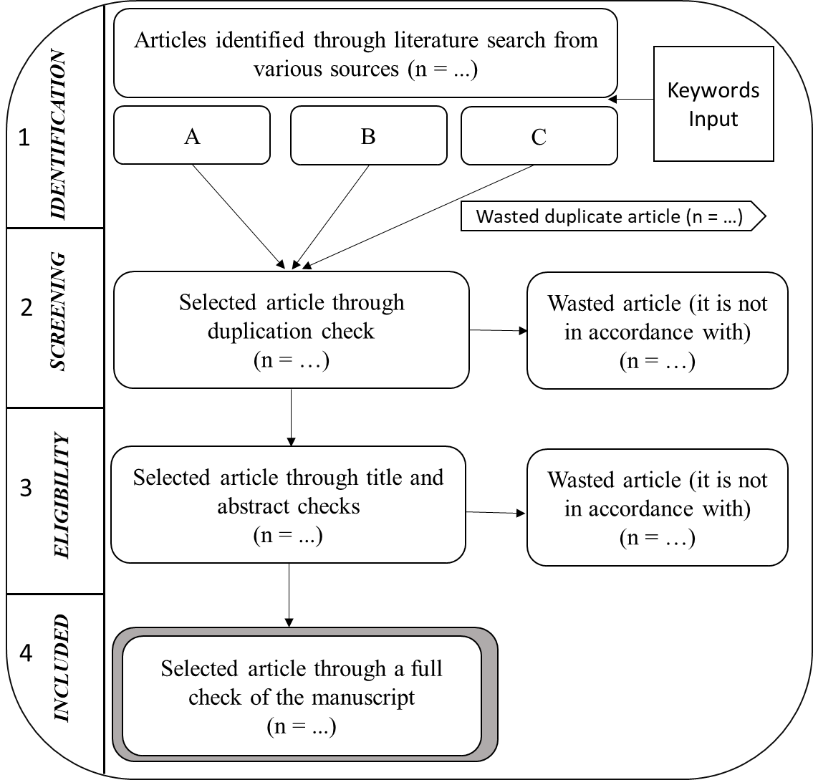 1
IDENTIFICATION
Articles identified through literature search from
various sources (n = ...)
Keywords
Input
A
B
C
Wasted duplicate article (n = ...)
2
SCREENING
Selected article through
duplication check
(n = …)
Wasted article (it is not
in accordance with)
(n = …)
3
ELIGIBILITY
Selected article through title and
abstract checks
(n = ...)
Wasted article (it is not
in accordance with)
(n = …)
4
INCLUDED
Selected article through a full
check of the manuscript
(n = ...)